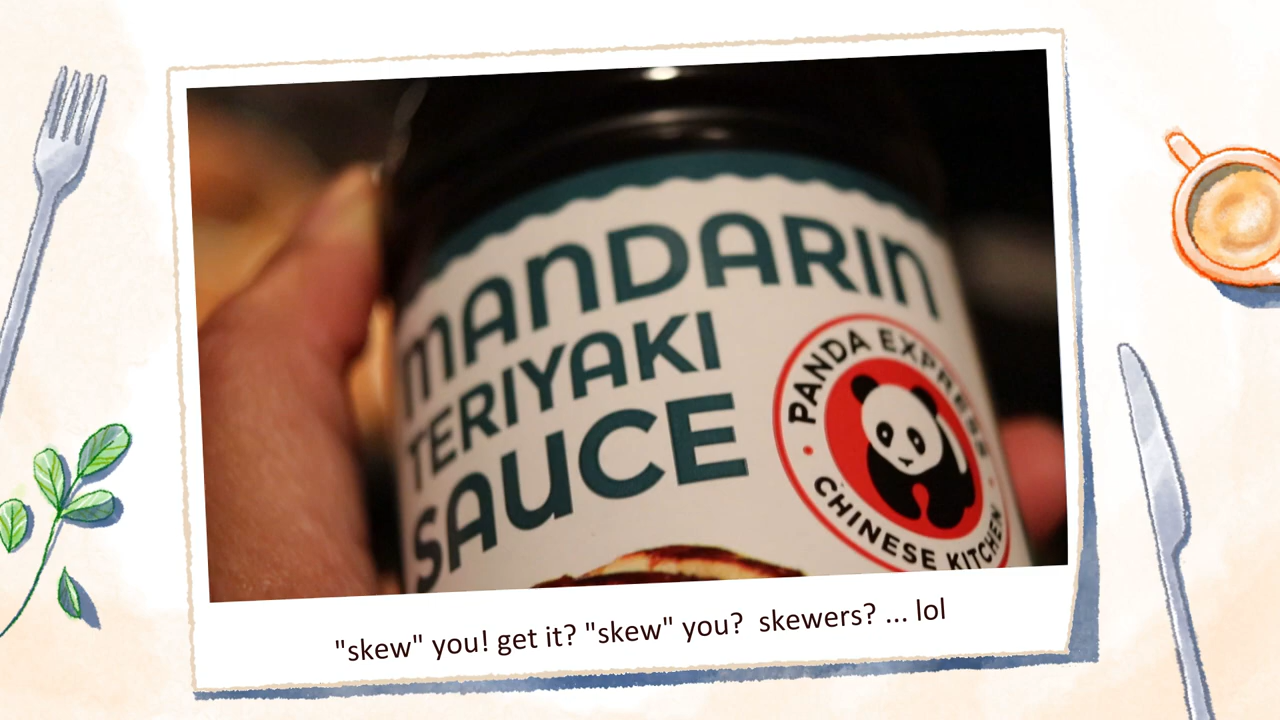 MANDARIN
TERIYAKI
SAUCE
PANDA EXPRESS
CHINESE KITCHEN
"skew" you! get it? "skew" you?  skewers? ... lol